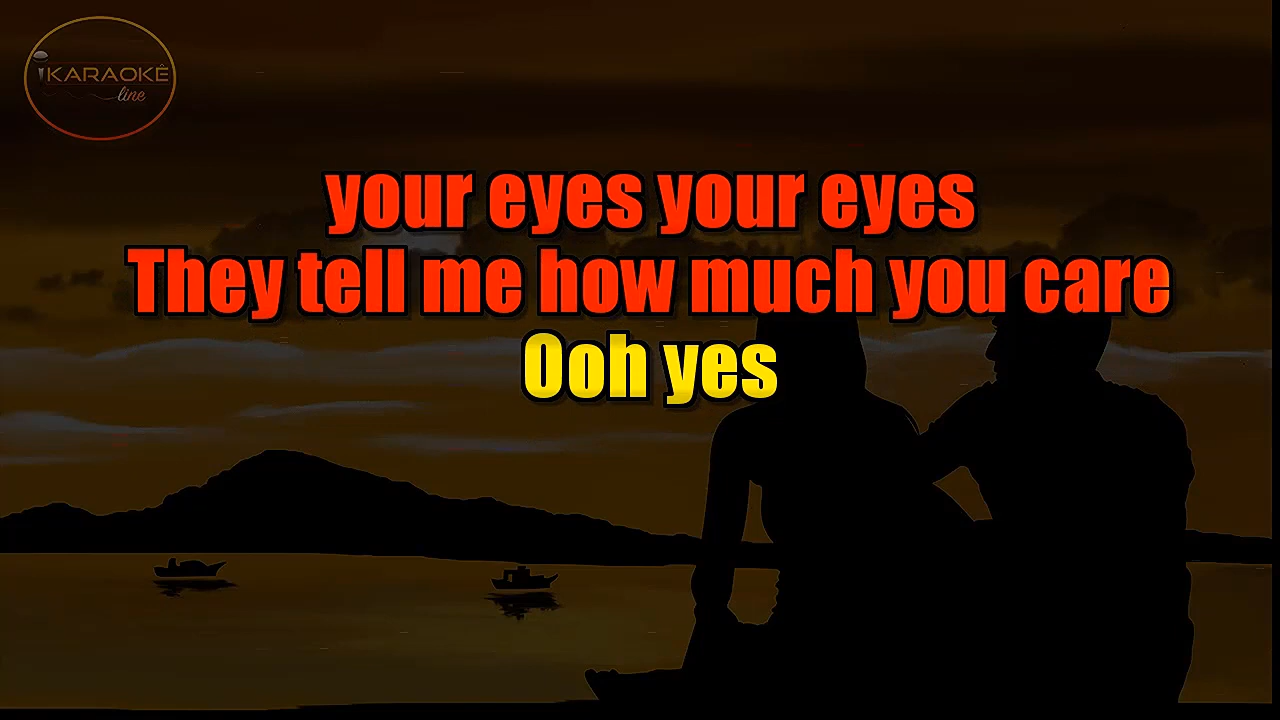 KARAOKÊ
line
your eyes your eyes
They tell me how much you care
Ooh yes